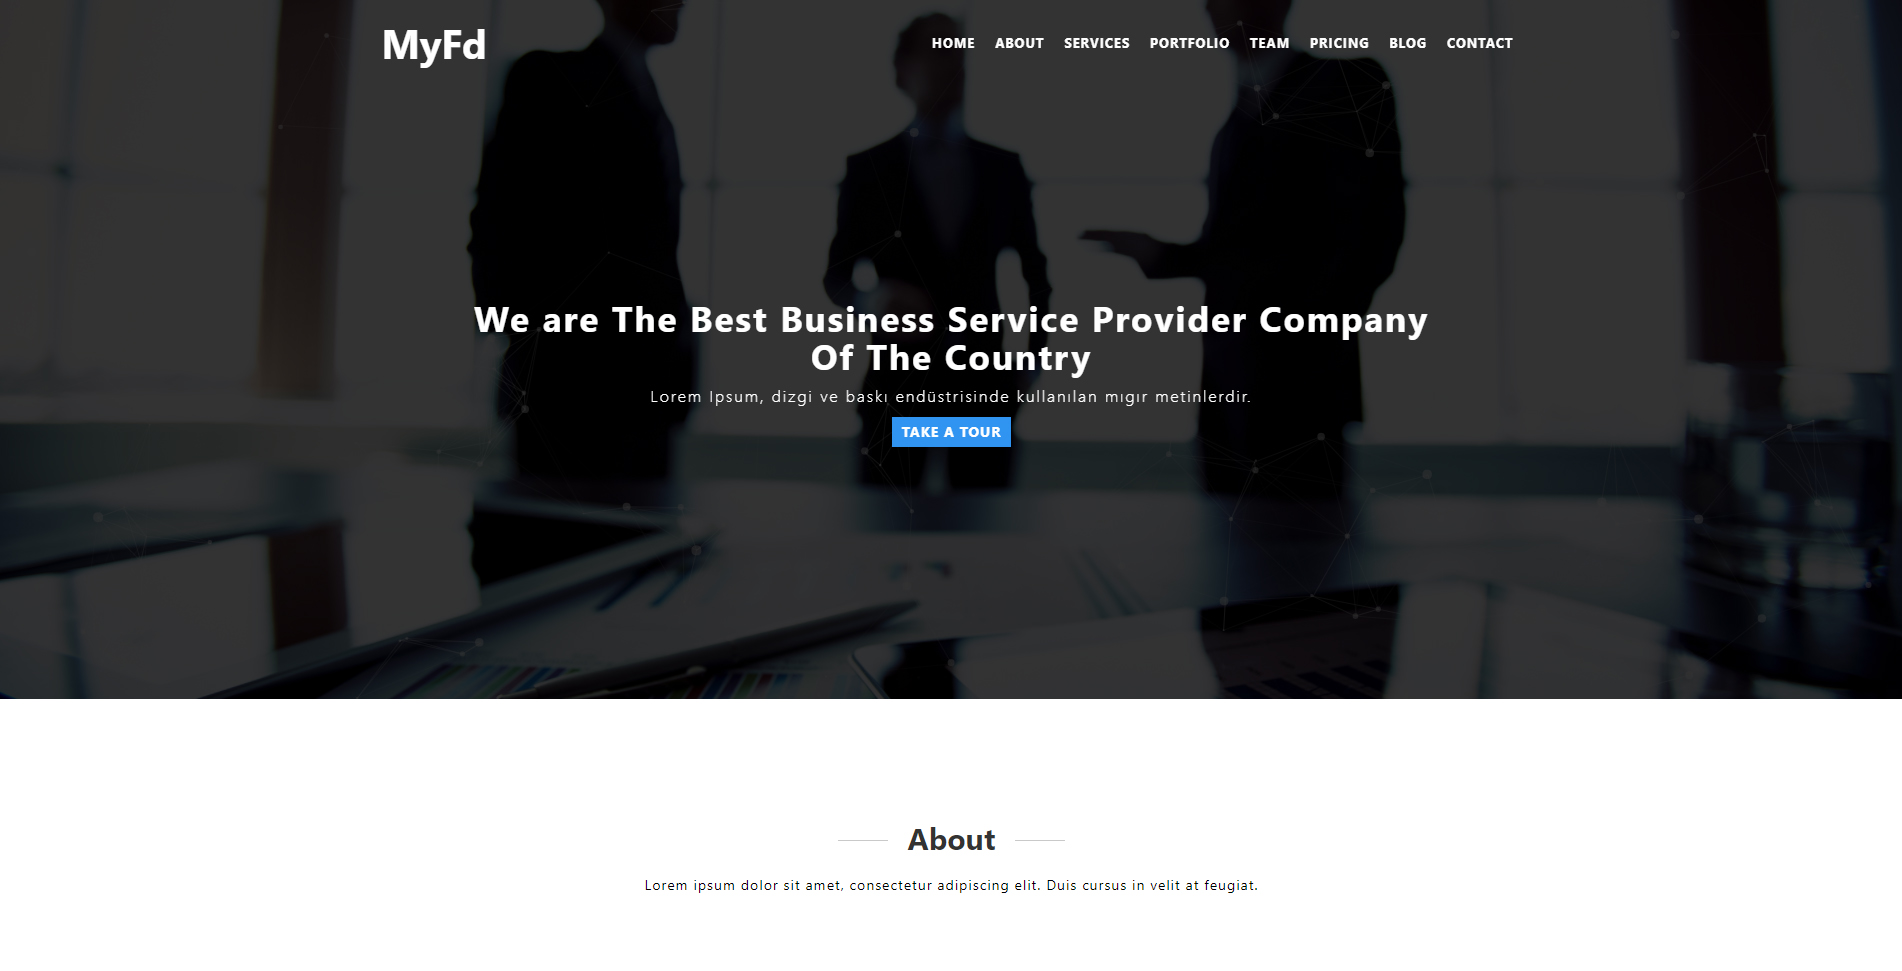 MyFd
HOME ABOUT SERVICES PORTFOLIO TEAM PRICING BLOG CONTACT
We are The Best Business Service Provider Company
Of The Country
Lorem Ipsum, dizgi ve baskı endüstrisinde kullanılan mıgır metinlerdir.
TAKE A TOUR
About
Lorem ipsum dolor sit amet, consectetur adipiscing elit. Duis cursus in velit at feugiat.